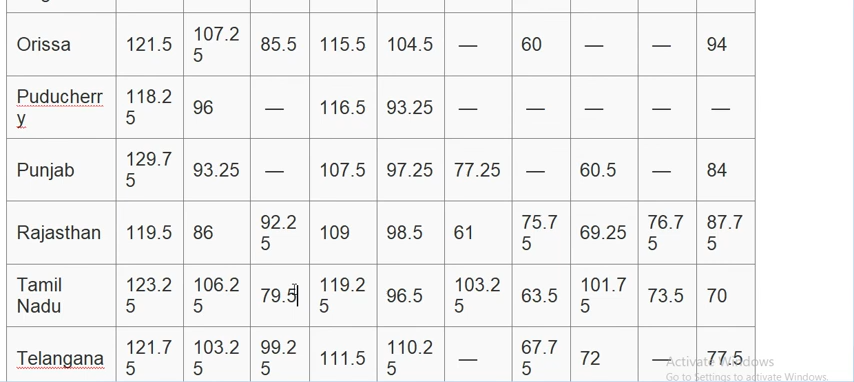 Orissa 121.5 107.25 85.5 115.5 104.5 — 60 — — 94
Puducherry 118.25 96 — 116.5 93.25 — — — — —
Punjab 129.75 93.25 — 107.5 97.25 77.25 — 60.5 — 84
Rajasthan 119.5 86 92.25 109 98.5 61 75.75 69.25 76.75 87.75
Tamil Nadu 123.25 106.25 79.5 119.25 96.5 103.25 63.5 101.75 73.5 70
Telangana 121.75 103.25 99.25 111.5 110.25 — 67.75 72 — 77.5
Activate Windows
Go to Settings to activate Windows.